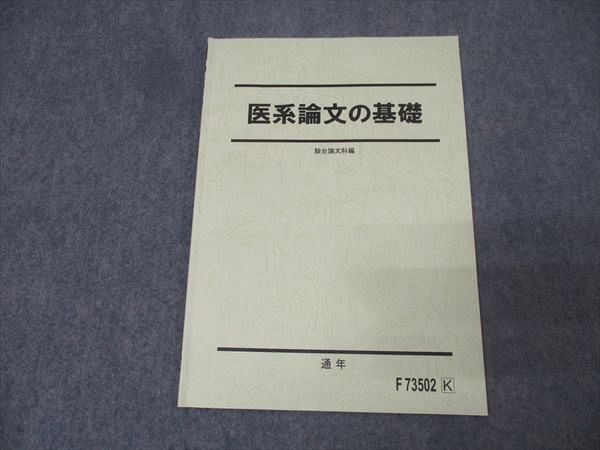 医系論文の基礎
駿台論文科編
通年
F73502 K